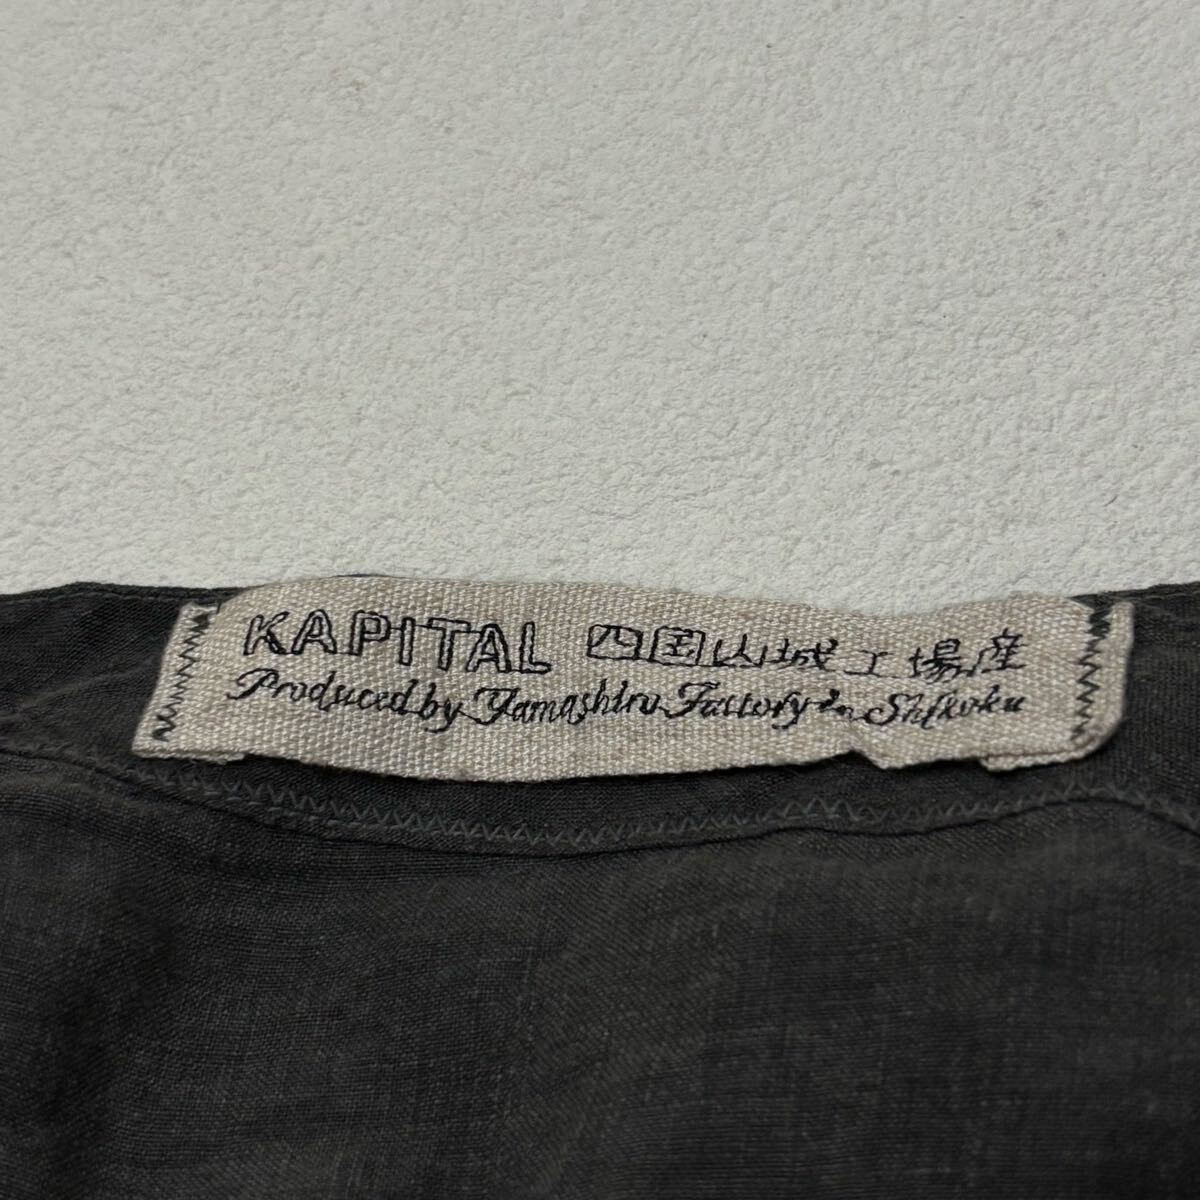 KAPITAL 四国山城工場産
Produced by Yamashiro Factory in Shikoku